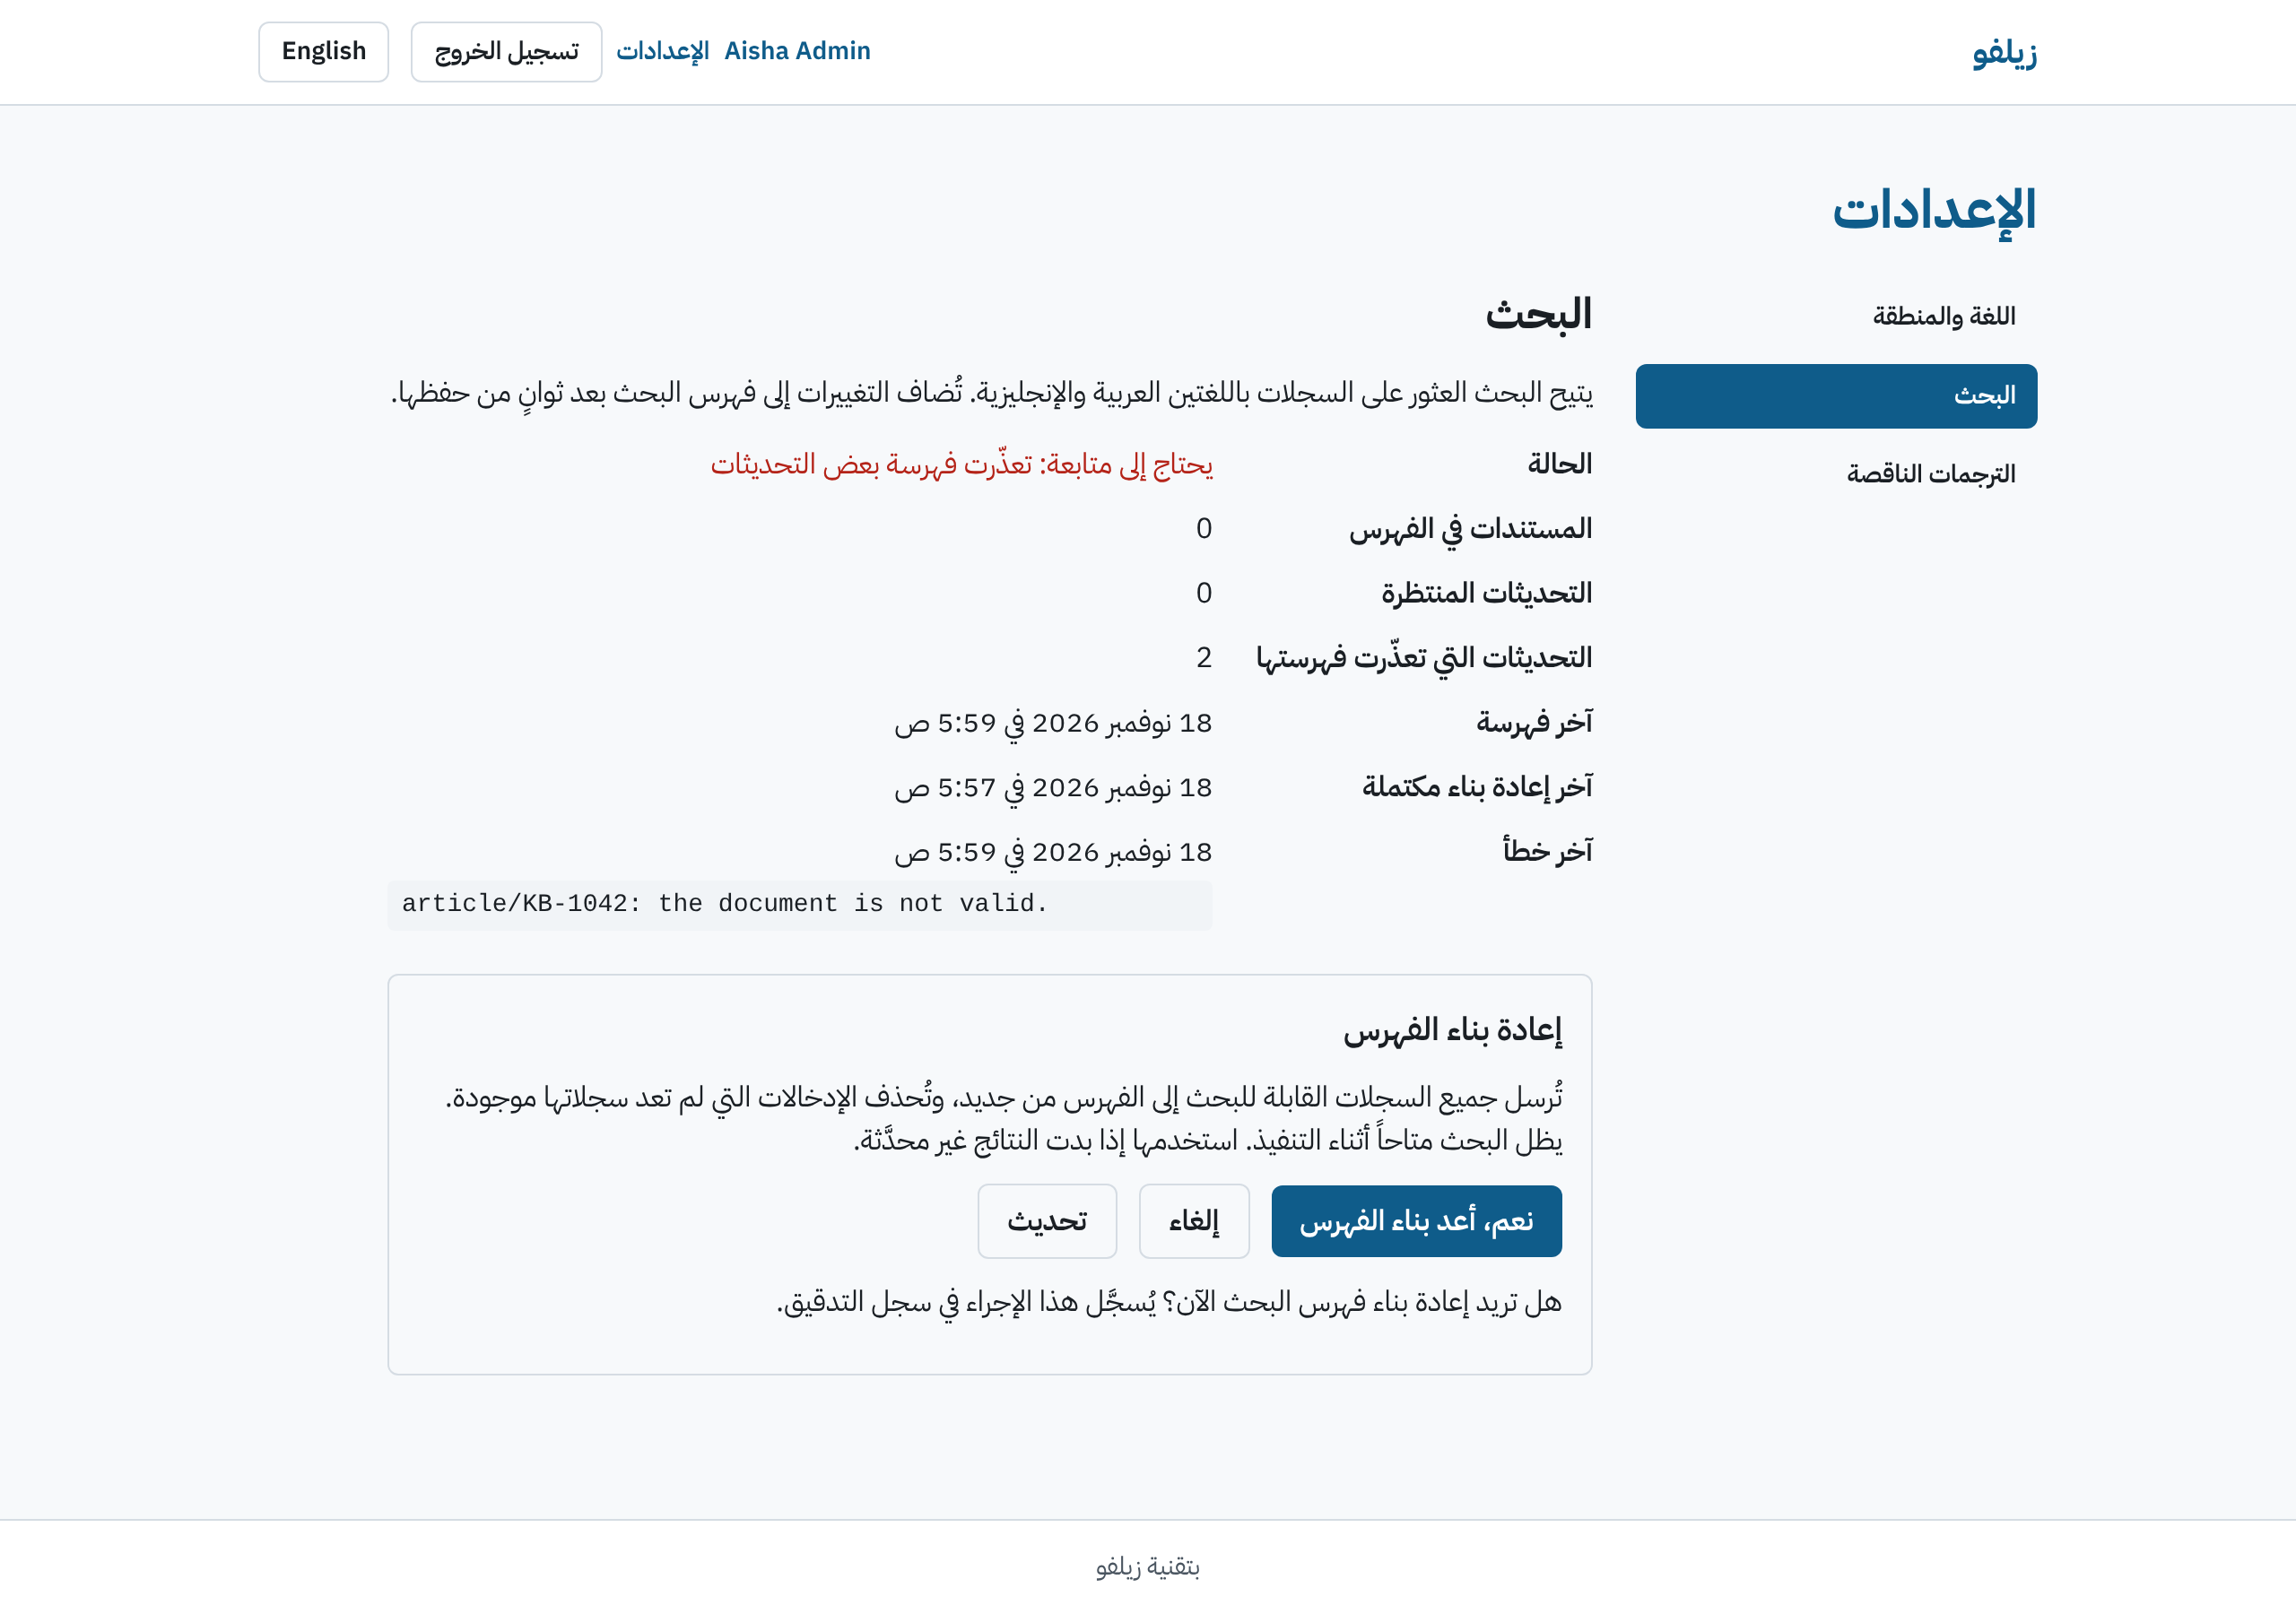 زيلفو
Aisha Admin
الإعدادات
تسجيل الخروج
English
الإعدادات
اللغة والمنطقة
البحث
الترجمات الناقصة
البحث
يتيح البحث العثور على السجلات باللغتين العربية والإنجليزية. تُضاف التغييرات إلى فهرس البحث بعد ثوانٍ من حفظها.
الحالة
يحتاج إلى متابعة: تعذّرت فهرسة بعض التحديثات
المستندات في الفهرس
0
التحديثات المنتظرة
0
التحديثات التي تعذّرت فهرستها
2
آخر فهرسة
18 نوفمبر 2026 في 5:59 ص
آخر إعادة بناء مكتملة
18 نوفمبر 2026 في 5:57 ص
آخر خطأ
18 نوفمبر 2026 في 5:59 ص
article/KB-1042: the document is not valid.
إعادة بناء الفهرس
تُرسل جميع السجلات القابلة للبحث إلى الفهرس من جديد، وتُحذف الإدخالات التي لم تعد سجلاتها موجودة.
يظل البحث متاحاً أثناء التنفيذ. استخدمها إذا بدت النتائج غير محدَّثة.
نعم، أعد بناء الفهرس
إلغاء
تحديث
هل تريد إعادة بناء فهرس البحث الآن؟ يُسجَّل هذا الإجراء في سجل التدقيق.
بتقنية زيلفو